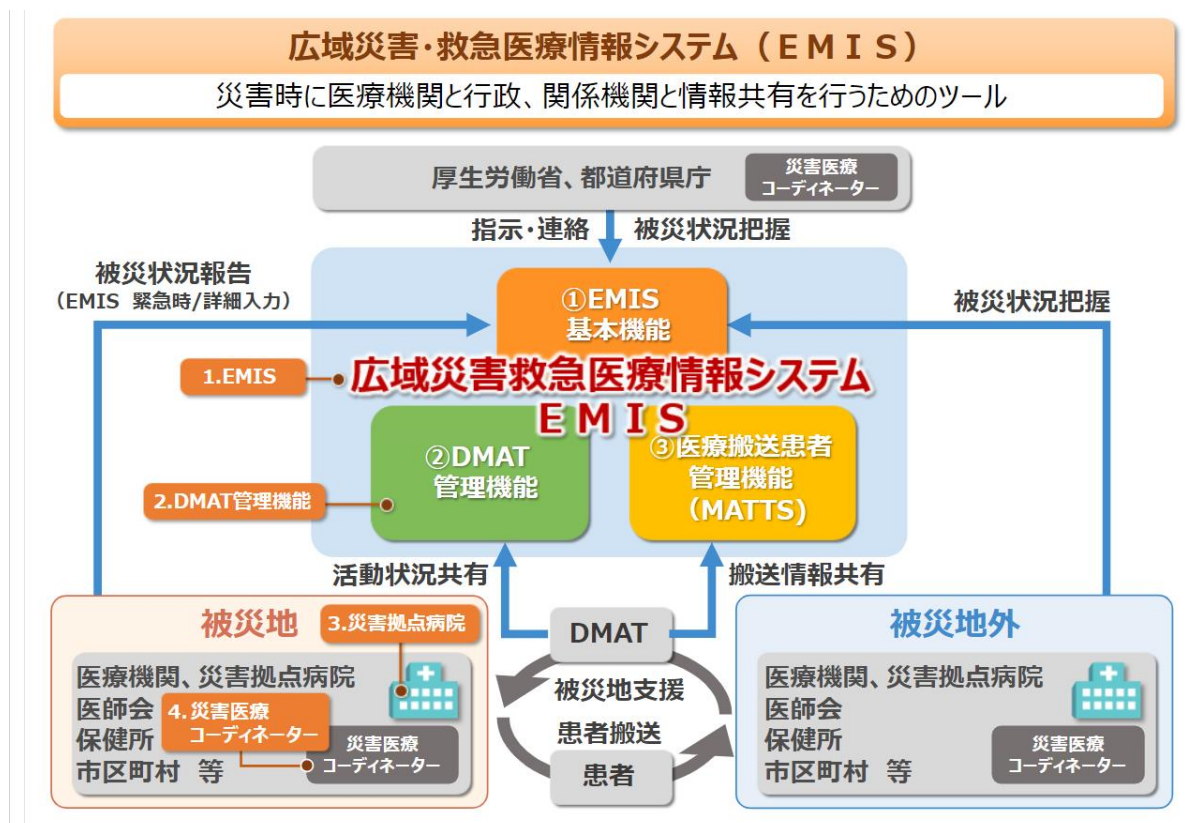 広域災害・救急医療情報システム（ＥＭＩＳ）
災害時に医療機関と行政、関係機関と情報共有を行うためのツール
厚生労働省、都道府県庁
災害医療
コーディネーター
指示・連絡
被災状況把握
被災状況報告
（EMIS 緊急時/詳細入力）
①EMIS
基本機能
被災状況把握
1.EMIS
広域災害救急医療情報システム
ＥＭＩＳ
②DMAT
管理機能
③医療搬送患者
管理機能
（MATTS)
2.DMAT管理機能
活動状況共有
搬送情報共有
被災地
3.災害拠点病院
医療機関、災害拠点病院
医師会
保健所
市区町村 等
4.災害医療
コーディネーター
災害医療
コーディネーター
DMAT
被災地支援
患者搬送
患者
被災地外
医療機関、災害拠点病院
医師会
保健所
市区町村 等
災害医療
コーディネーター